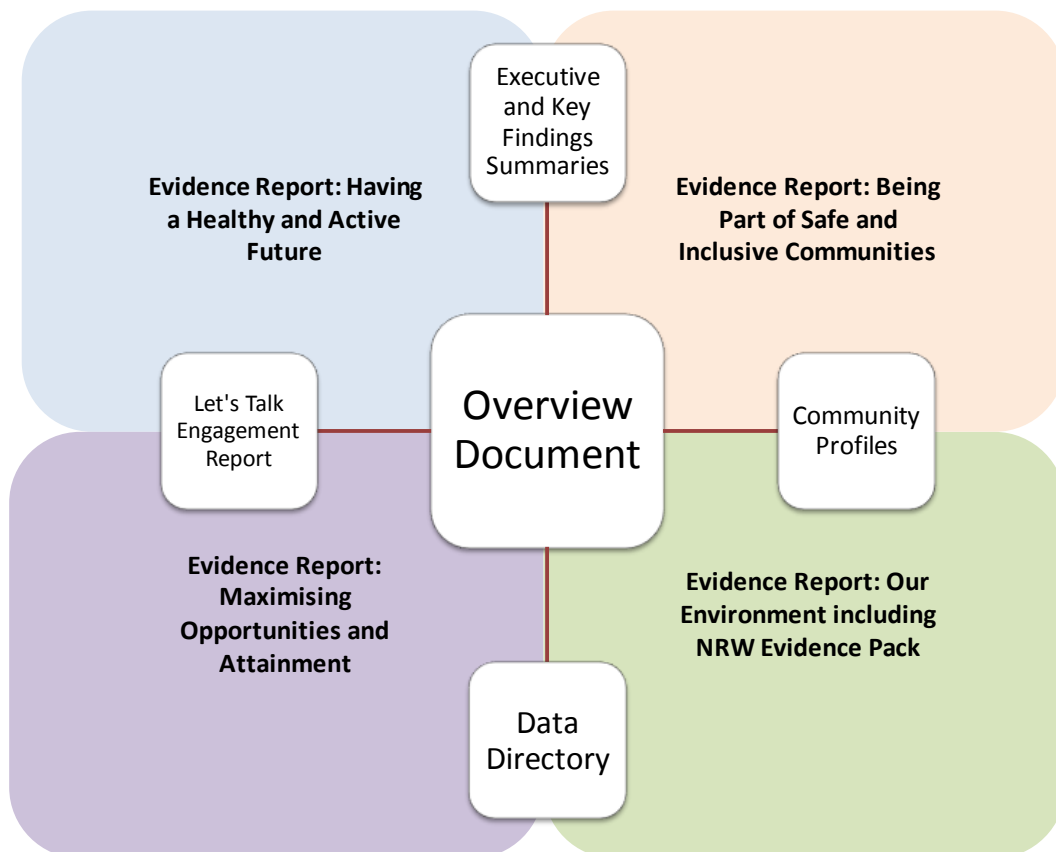 Executive
and Key
Findings
Summaries
Evidence Report: Having
a Healthy and Active
Future
Evidence Report: Being
Part of Safe and
Inclusive Communities
Let's Talk
Engagement
Report
Overview
Document
Community
Profiles
Evidence Report:
Maximising
Opportunities and
Attainment
Evidence Report: Our
Environment including
NRW Evidence Pack
Data
Directory